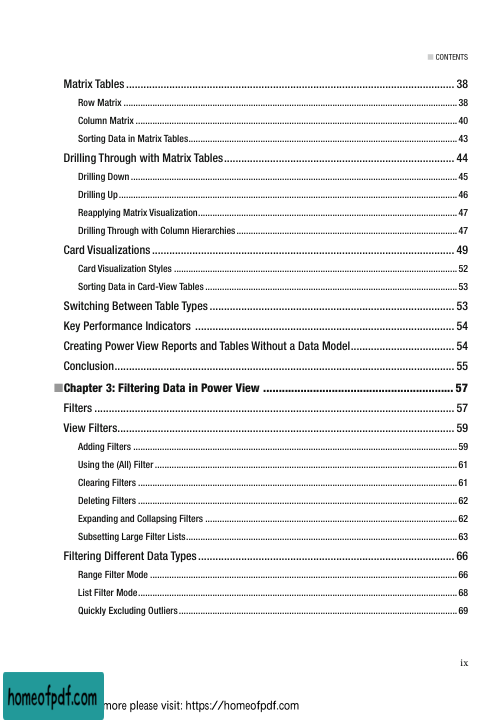 ■ CONTENTS
Matrix Tables ........ 38
Row Matrix ........ 38
Column Matrix ........ 40
Sorting Data in Matrix Tables ........ 43
Drilling Through with Matrix Tables ........ 44
Drilling Down ........ 45
Drilling Up ........ 46
Reapplying Matrix Visualization ........ 47
Drilling Through with Column Hierarchies ........ 47
Card Visualizations ........ 49
Card Visualization Styles ........ 52
Sorting Data in Card-View Tables ........ 53
Switching Between Table Types ........ 53
Key Performance Indicators ........ 54
Creating Power View Reports and Tables Without a Data Model ........ 54
Conclusion ........ 55
■Chapter 3: Filtering Data in Power View ........ 57
Filters ........ 57
View Filters ........ 59
Adding Filters ........ 59
Using the (All) Filter ........ 61
Clearing Filters ........ 61
Deleting Filters ........ 62
Expanding and Collapsing Filters ........ 62
Subsetting Large Filter Lists ........ 63
Filtering Different Data Types ........ 66
Range Filter Mode ........ 66
List Filter Mode ........ 68
Quickly Excluding Outliers ........ 69
ix
homeofpdf.com more please visit: https://homeofpdf.com